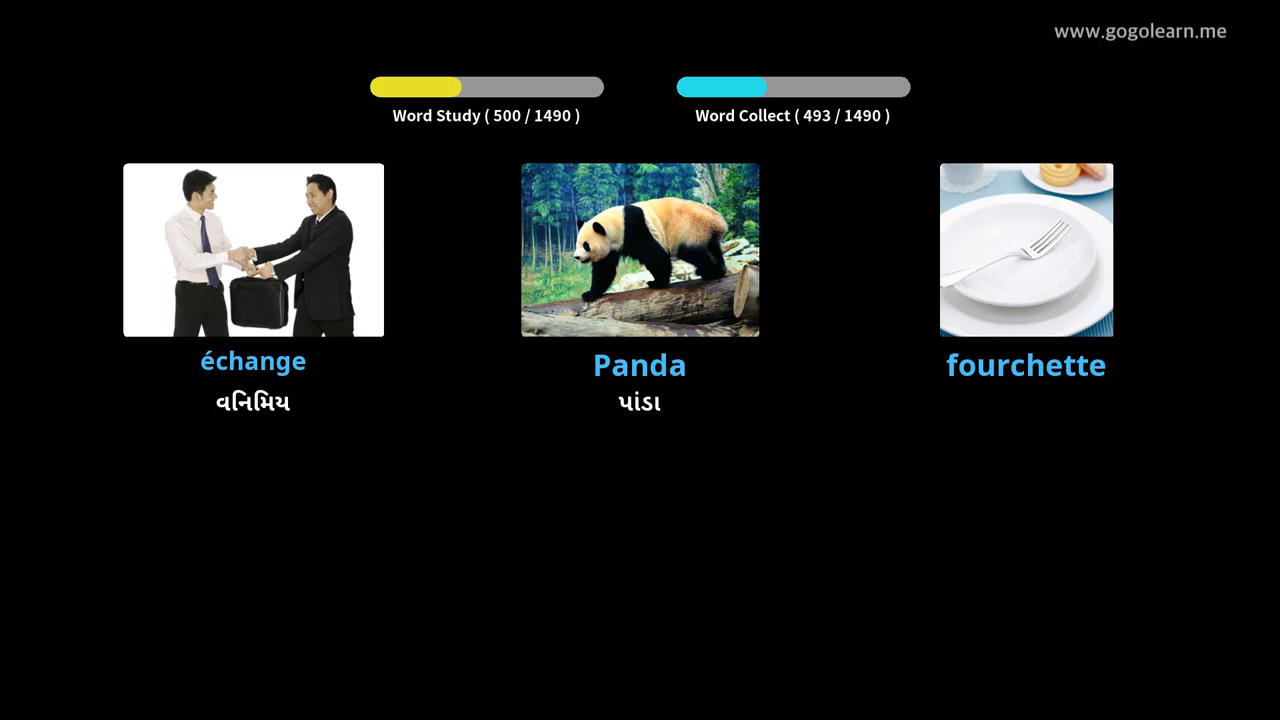 www.gogolearn.me
Word Study ( 500 / 1490 )
Word Collect ( 493 / 1490 )
échange
વનિમિય
Panda
પાંડા
fourchette